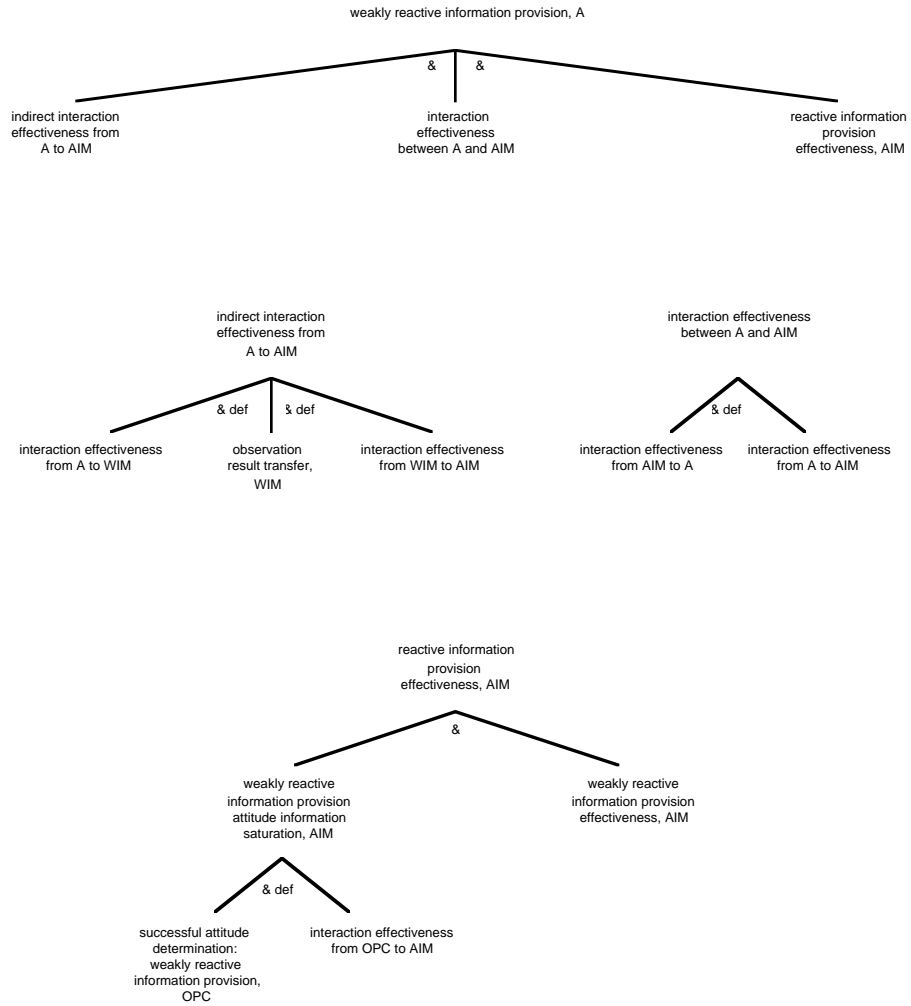 weakly reactive information provision, A
& &
indirect interaction
effectiveness from
A to AIM
interaction
effectiveness
between A and AIM
reactive information
provision
effectiveness, AIM
indirect interaction
effectiveness from
A to AIM
& def & def
interaction effectiveness
from A to WIM
observation
result transfer,
WIM
interaction effectiveness
from WIM to AIM
interaction effectiveness
between A and AIM
& def
interaction effectiveness
from AIM to A
interaction effectiveness
from A to AIM
reactive information
provision
effectiveness, AIM
&
weakly reactive
information provision
attitude information
saturation, AIM
weakly reactive
information provision
effectiveness, AIM
& def
successful attitude
determination:
weakly reactive
information provision,
OPC
interaction effectiveness
from OPC to AIM